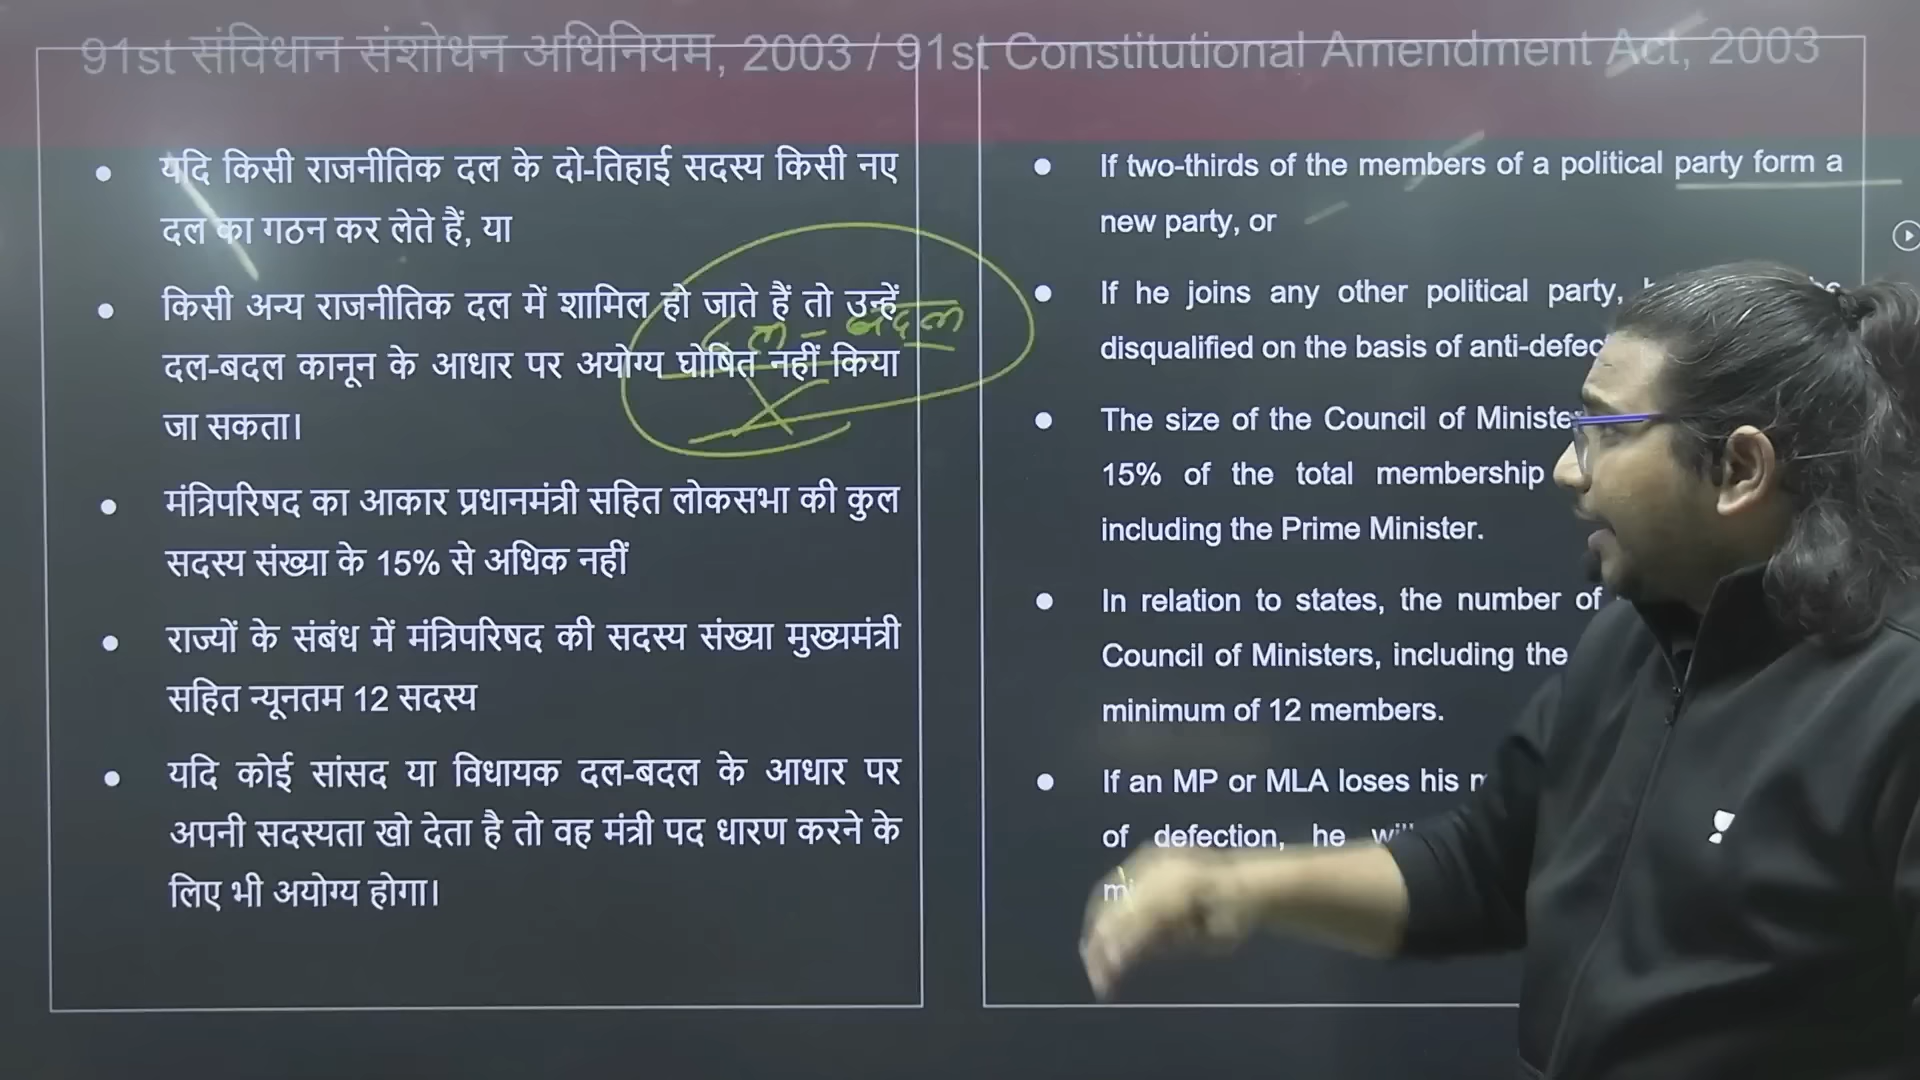 91st संविधान संशोधन अधिनियम, 2003 / 91st Constitutional Amendment Act, 2003
यदि किसी राजनीतिक दल के दो-तिहाई सदस्य किसी नए
दल का गठन कर लेते हैं, या
किसी अन्य राजनीतिक दल में शामिल हो जाते हैं तो उन्हें
दल-बदल कानून के आधार पर अयोग्य घोषित नहीं किया
जा सकता।
मंत्रिपरिषद का आकार प्रधानमंत्री सहित लोकसभा की कुल
सदस्य संख्या के 15% से अधिक नहीं
राज्यों के संबंध में मंत्रिपरिषद की सदस्य संख्या मुख्यमंत्री
सहित न्यूनतम 12 सदस्य
यदि कोई सांसद या विधायक दल-बदल के आधार पर
अपनी सदस्यता खो देता है तो वह मंत्री पद धारण करने के
लिए भी अयोग्य होगा।
दल-बदल
If two-thirds of the members of a political party form a
new party, or
If he joins any other political party,
disqualified on the basis of
The size of the Council of
15% of the total membership
including the Prime Minister.
In relation to states, the number of
Council of Ministers, including the
minimum of 12 members.
If an MP or MLA loses his
of defection, he